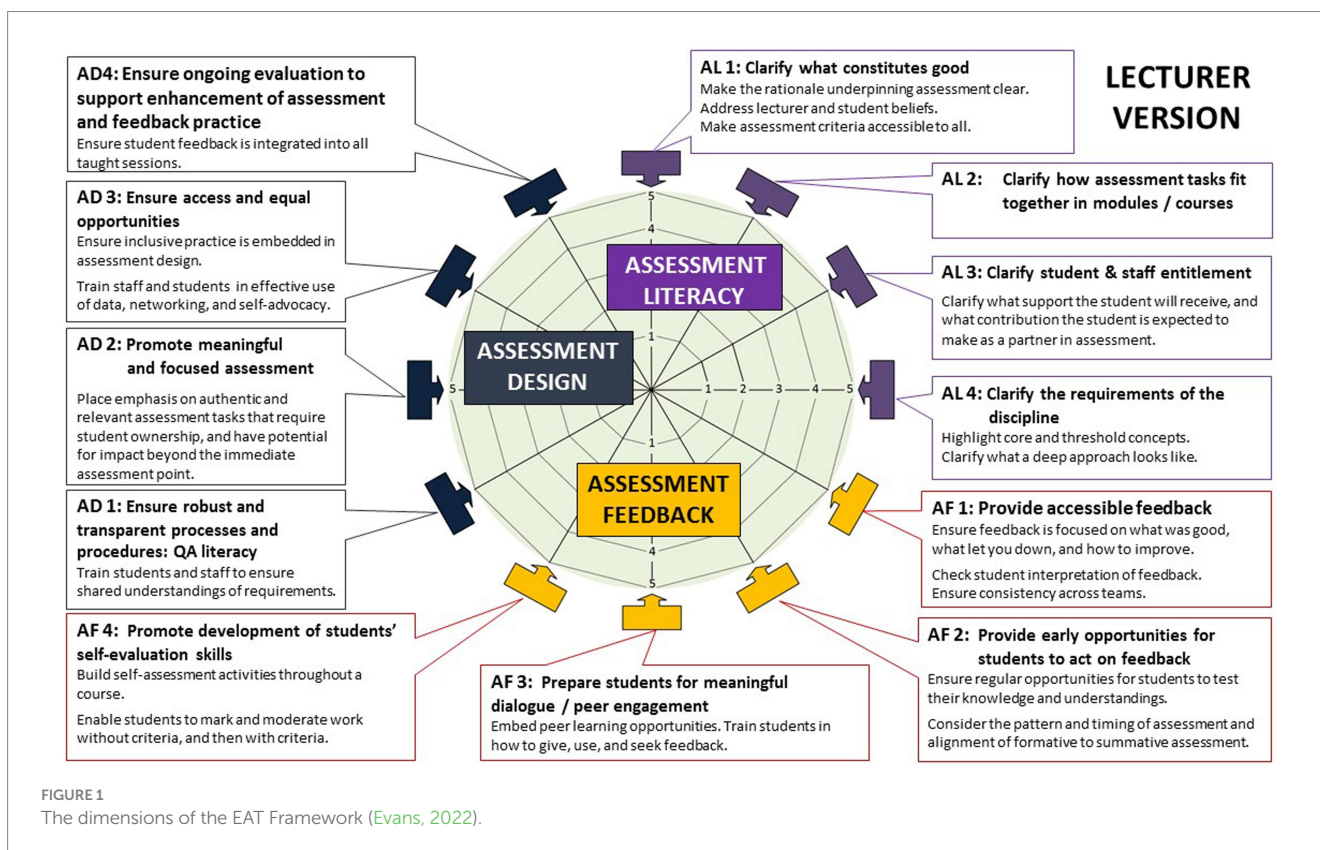 LECTURER
VERSION
AL 1: Clarify what constitutes good
Make the rationale underpinning assessment clear.
Address lecturer and student beliefs.
Make assessment criteria accessible to all.
AL 2: Clarify how assessment tasks fit
together in modules / courses
AL 3: Clarify student & staff entitlement
Clarify what support the student will receive, and
what contribution the student is expected to
make as a partner in assessment.
AL 4: Clarify the requirements of the
discipline
Highlight core and threshold concepts.
Clarify what a deep approach looks like.
AF 1: Provide accessible feedback
Ensure feedback is focused on what was good,
what let you down, and how to improve.
Check student interpretation of feedback.
Ensure consistency across teams.
AF 2: Provide early opportunities for
students to act on feedback
Ensure regular opportunities for students to test
their knowledge and understandings.
Consider the pattern and timing of assessment and
alignment of formative to summative assessment.
AF 3: Prepare students for meaningful
dialogue / peer engagement
Embed peer learning opportunities. Train students in
how to give, use, and seek feedback.
AF 4: Promote development of students’
self-evaluation skills
Build self-assessment activities throughout a
course.
Enable students to mark and moderate work
without criteria, and then with criteria.
AD 1: Ensure robust and
transparent processes and
procedures: QA literacy
Train students and staff to ensure
shared understandings of requirements.
AD 2: Promote meaningful
and focused assessment
Place emphasis on authentic and
relevant assessment tasks that require
student ownership, and have potential
for impact beyond the immediate
assessment point.
AD 3: Ensure access and equal
opportunities
Ensure inclusive practice is embedded in
assessment design.
Train staff and students in effective use
of data, networking, and self-advocacy.
AD4: Ensure ongoing evaluation to
support enhancement of assessment
and feedback practice
Ensure student feedback is integrated into all
taught sessions.
5
4
ASSESSMENT
LITERACY
1
ASSESSMENT
DESIGN
5
1 2 3 4 5
1
ASSESSMENT
FEEDBACK
4
5
FIGURE 1
The dimensions of the EAT Framework (Evans, 2022).